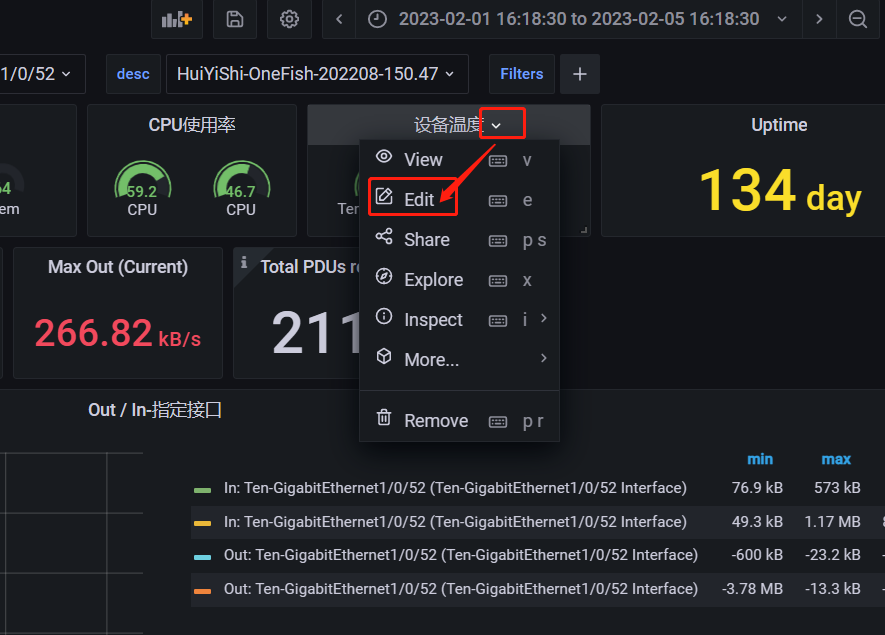 2023-02-01 16:18:30 to 2023-02-05 16:18:30
1/0/52
desc
HuiYiShi-OneFish-202208-150.47
Filters
CPU使用率
设备温度
Uptime
59.2
CPU
46.7
CPU
134 day
View v
Edit e
Share p s
Explore x
Inspect i
More...
Remove p r
Max Out (Current)
266.82 kB/s
Total PDUs
211
Out / In-指定接口
min max
In: Ten-GigabitEthernet1/0/52 (Ten-GigabitEthernet1/0/52 Interface) 76.9 kB 573 kB
In: Ten-GigabitEthernet1/0/52 (Ten-GigabitEthernet1/0/52 Interface) 49.3 kB 1.17 MB
Out: Ten-GigabitEthernet1/0/52 (Ten-GigabitEthernet1/0/52 Interface) -600 kB -23.2 kB
Out: Ten-GigabitEthernet1/0/52 (Ten-GigabitEthernet1/0/52 Interface) -3.78 MB -13.3 kB